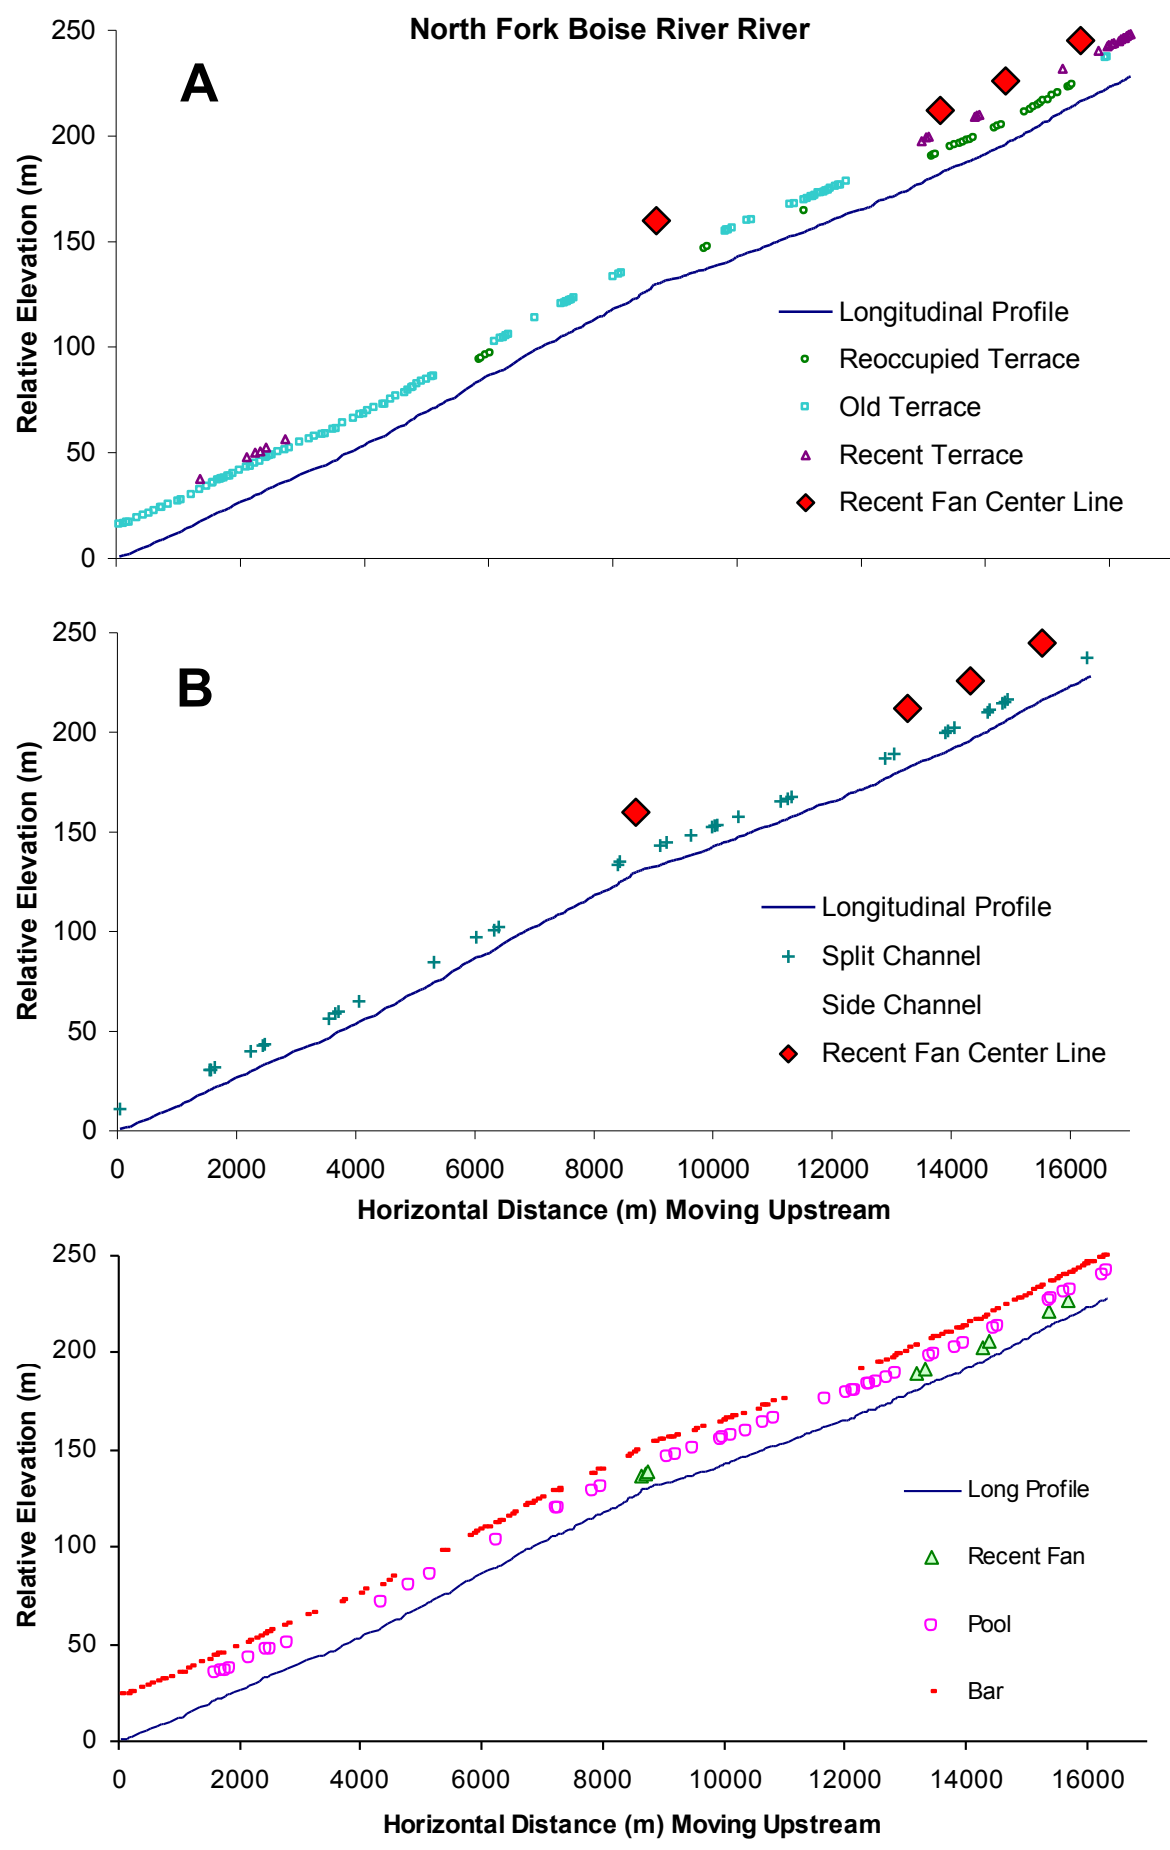 North Fork Boise River River
A
250
200
150
100
50
0
Relative Elevation (m)
Longitudinal Profile
Reoccupied Terrace
Old Terrace
Recent Terrace
Recent Fan Center Line
B
250
200
150
100
50
0
Relative Elevation (m)
Longitudinal Profile
Split Channel
Side Channel
Recent Fan Center Line
0 2000 4000 6000 8000 10000 12000 14000 16000
Horizontal Distance (m) Moving Upstream
250
200
150
100
50
0
Relative Elevation (m)
Long Profile
Recent Fan
Pool
Bar
0 2000 4000 6000 8000 10000 12000 14000 16000
Horizontal Distance (m) Moving Upstream